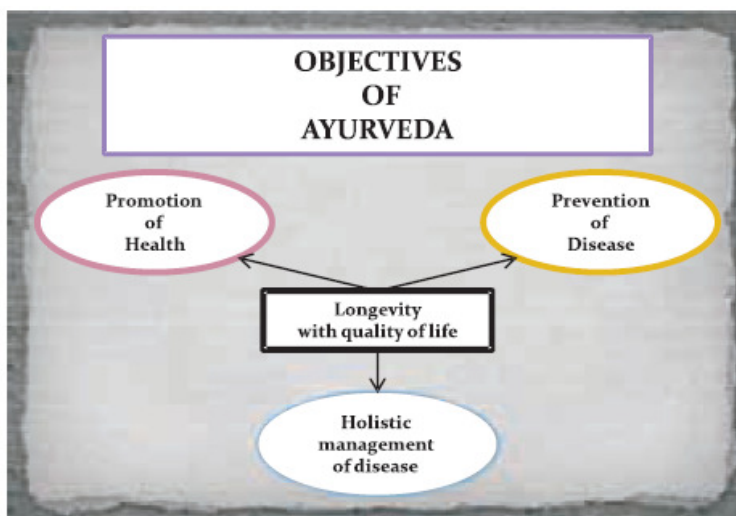 OBJECTIVES
OF
AYURVEDA
Promotion
of
Health
Prevention
of
Disease
Longevity
with quality of life
Holistic
management
of disease